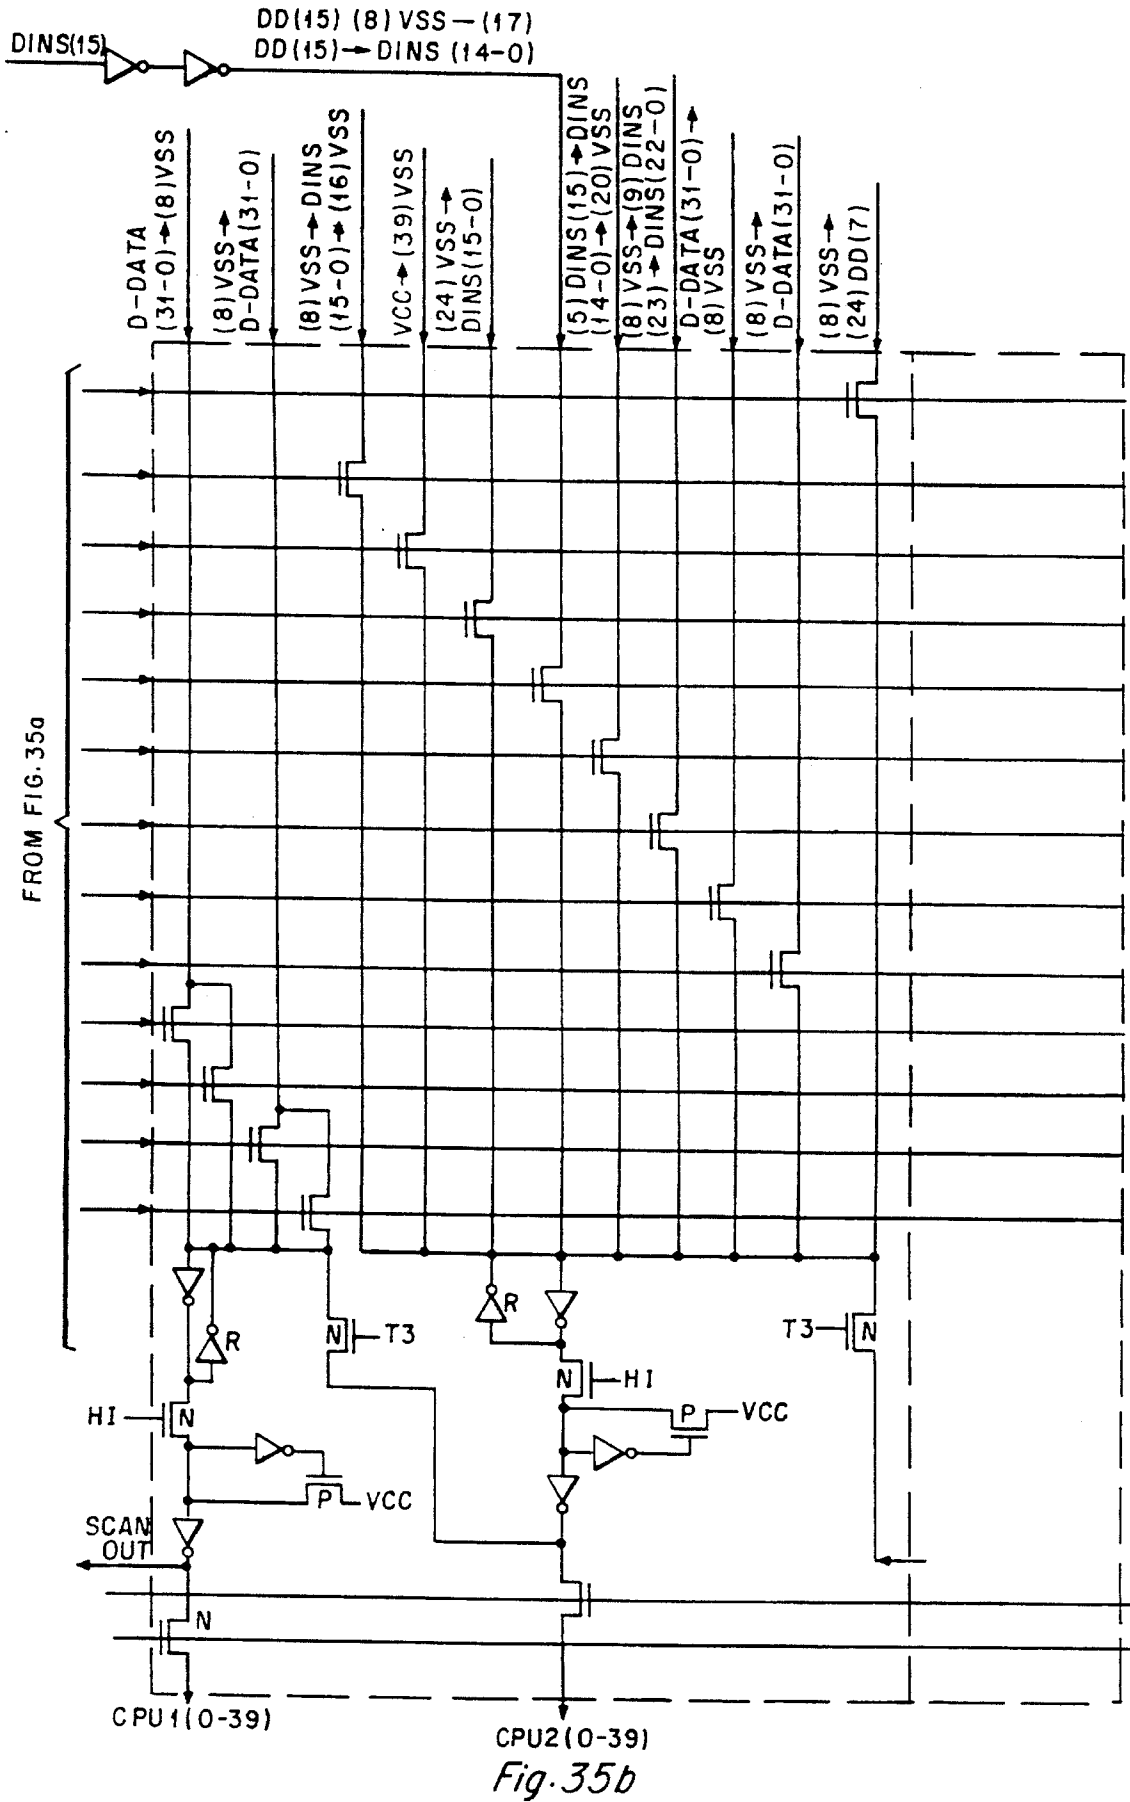 DD(15) (8) VSS—(17)
DINS(15)
DD(15)→DINS (14-0)
D-DATA
(31-0)→(8)VSS
(8)VSS→
D-DATA(31-0)
(8)VSS→DINS
(15-0)→(16)VSS
VCC→(39)VSS
(24) VSS→
DINS(15-0)
(5) DINS(15)→DINS
(14-0)→(20)VSS
(8)VSS→(9)DINS
(23)→DINS(22-0)
D-DATA(31-0)→
(8)VSS
(8)VSS→
D-DATA(31-0)
(8)VSS→
(24)DD(7)
FROM FIG.35a
R
N
T3
R
T3
N
N
HI
HI
N
P
VCC
P
VCC
SCAN
OUT
N
CPU1(0-39)
CPU2(0-39)
Fig.35b